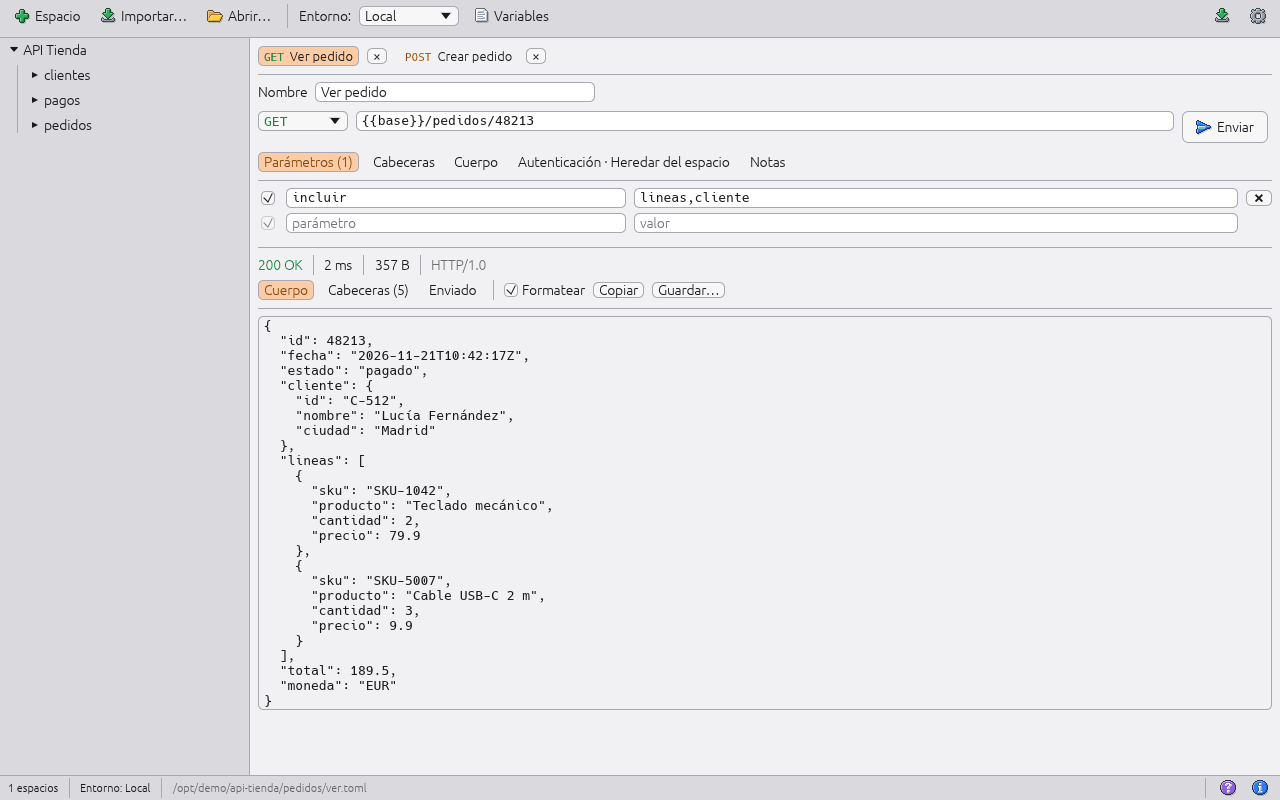 Espacio Importar… Abrir… Entorno: Local Variables
API Tienda
clientes
pagos
pedidos
GET Ver pedido × POST Crear pedido ×
Nombre Ver pedido
GET {{base}}/pedidos/48213 Enviar
Parámetros (1) Cabeceras Cuerpo Autenticación · Heredar del espacio Notas
incluir lineas,cliente
parámetro valor
200 OK 2 ms 357 B HTTP/1.0
Cuerpo Cabeceras (5) Enviado Formatear Copiar Guardar…
{
"id": 48213,
"fecha": "2026-11-21T10:42:17Z",
"estado": "pagado",
"cliente": {
"id": "C-512",
"nombre": "Lucía Fernández",
"ciudad": "Madrid"
},
"lineas": [
{
"sku": "SKU-1042",
"producto": "Teclado mecánico",
"cantidad": 2,
"precio": 79.9
},
{
"sku": "SKU-5007",
"producto": "Cable USB-C 2 m",
"cantidad": 3,
"precio": 9.9
}
],
"total": 189.5,
"moneda": "EUR"
}
1 espacios Entorno: Local /opt/demo/api-tienda/pedidos/ver.toml